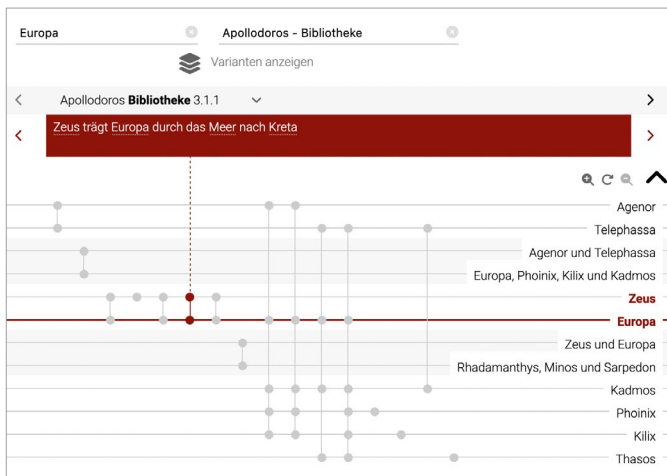 Europa
Apollodoros - Bibliotheke
Varianten anzeigen
Apollodoros Bibliotheke 3.1.1
Zeus trägt Europa durch das Meer nach Kreta
Agenor
Telephassa
Agenor und Telephassa
Europa, Phoinix, Kilix und Kadmos
Zeus
Europa
Zeus und Europa
Rhadamanthys, Minos und Sarpedon
Kadmos
Phoinix
Kilix
Thasos